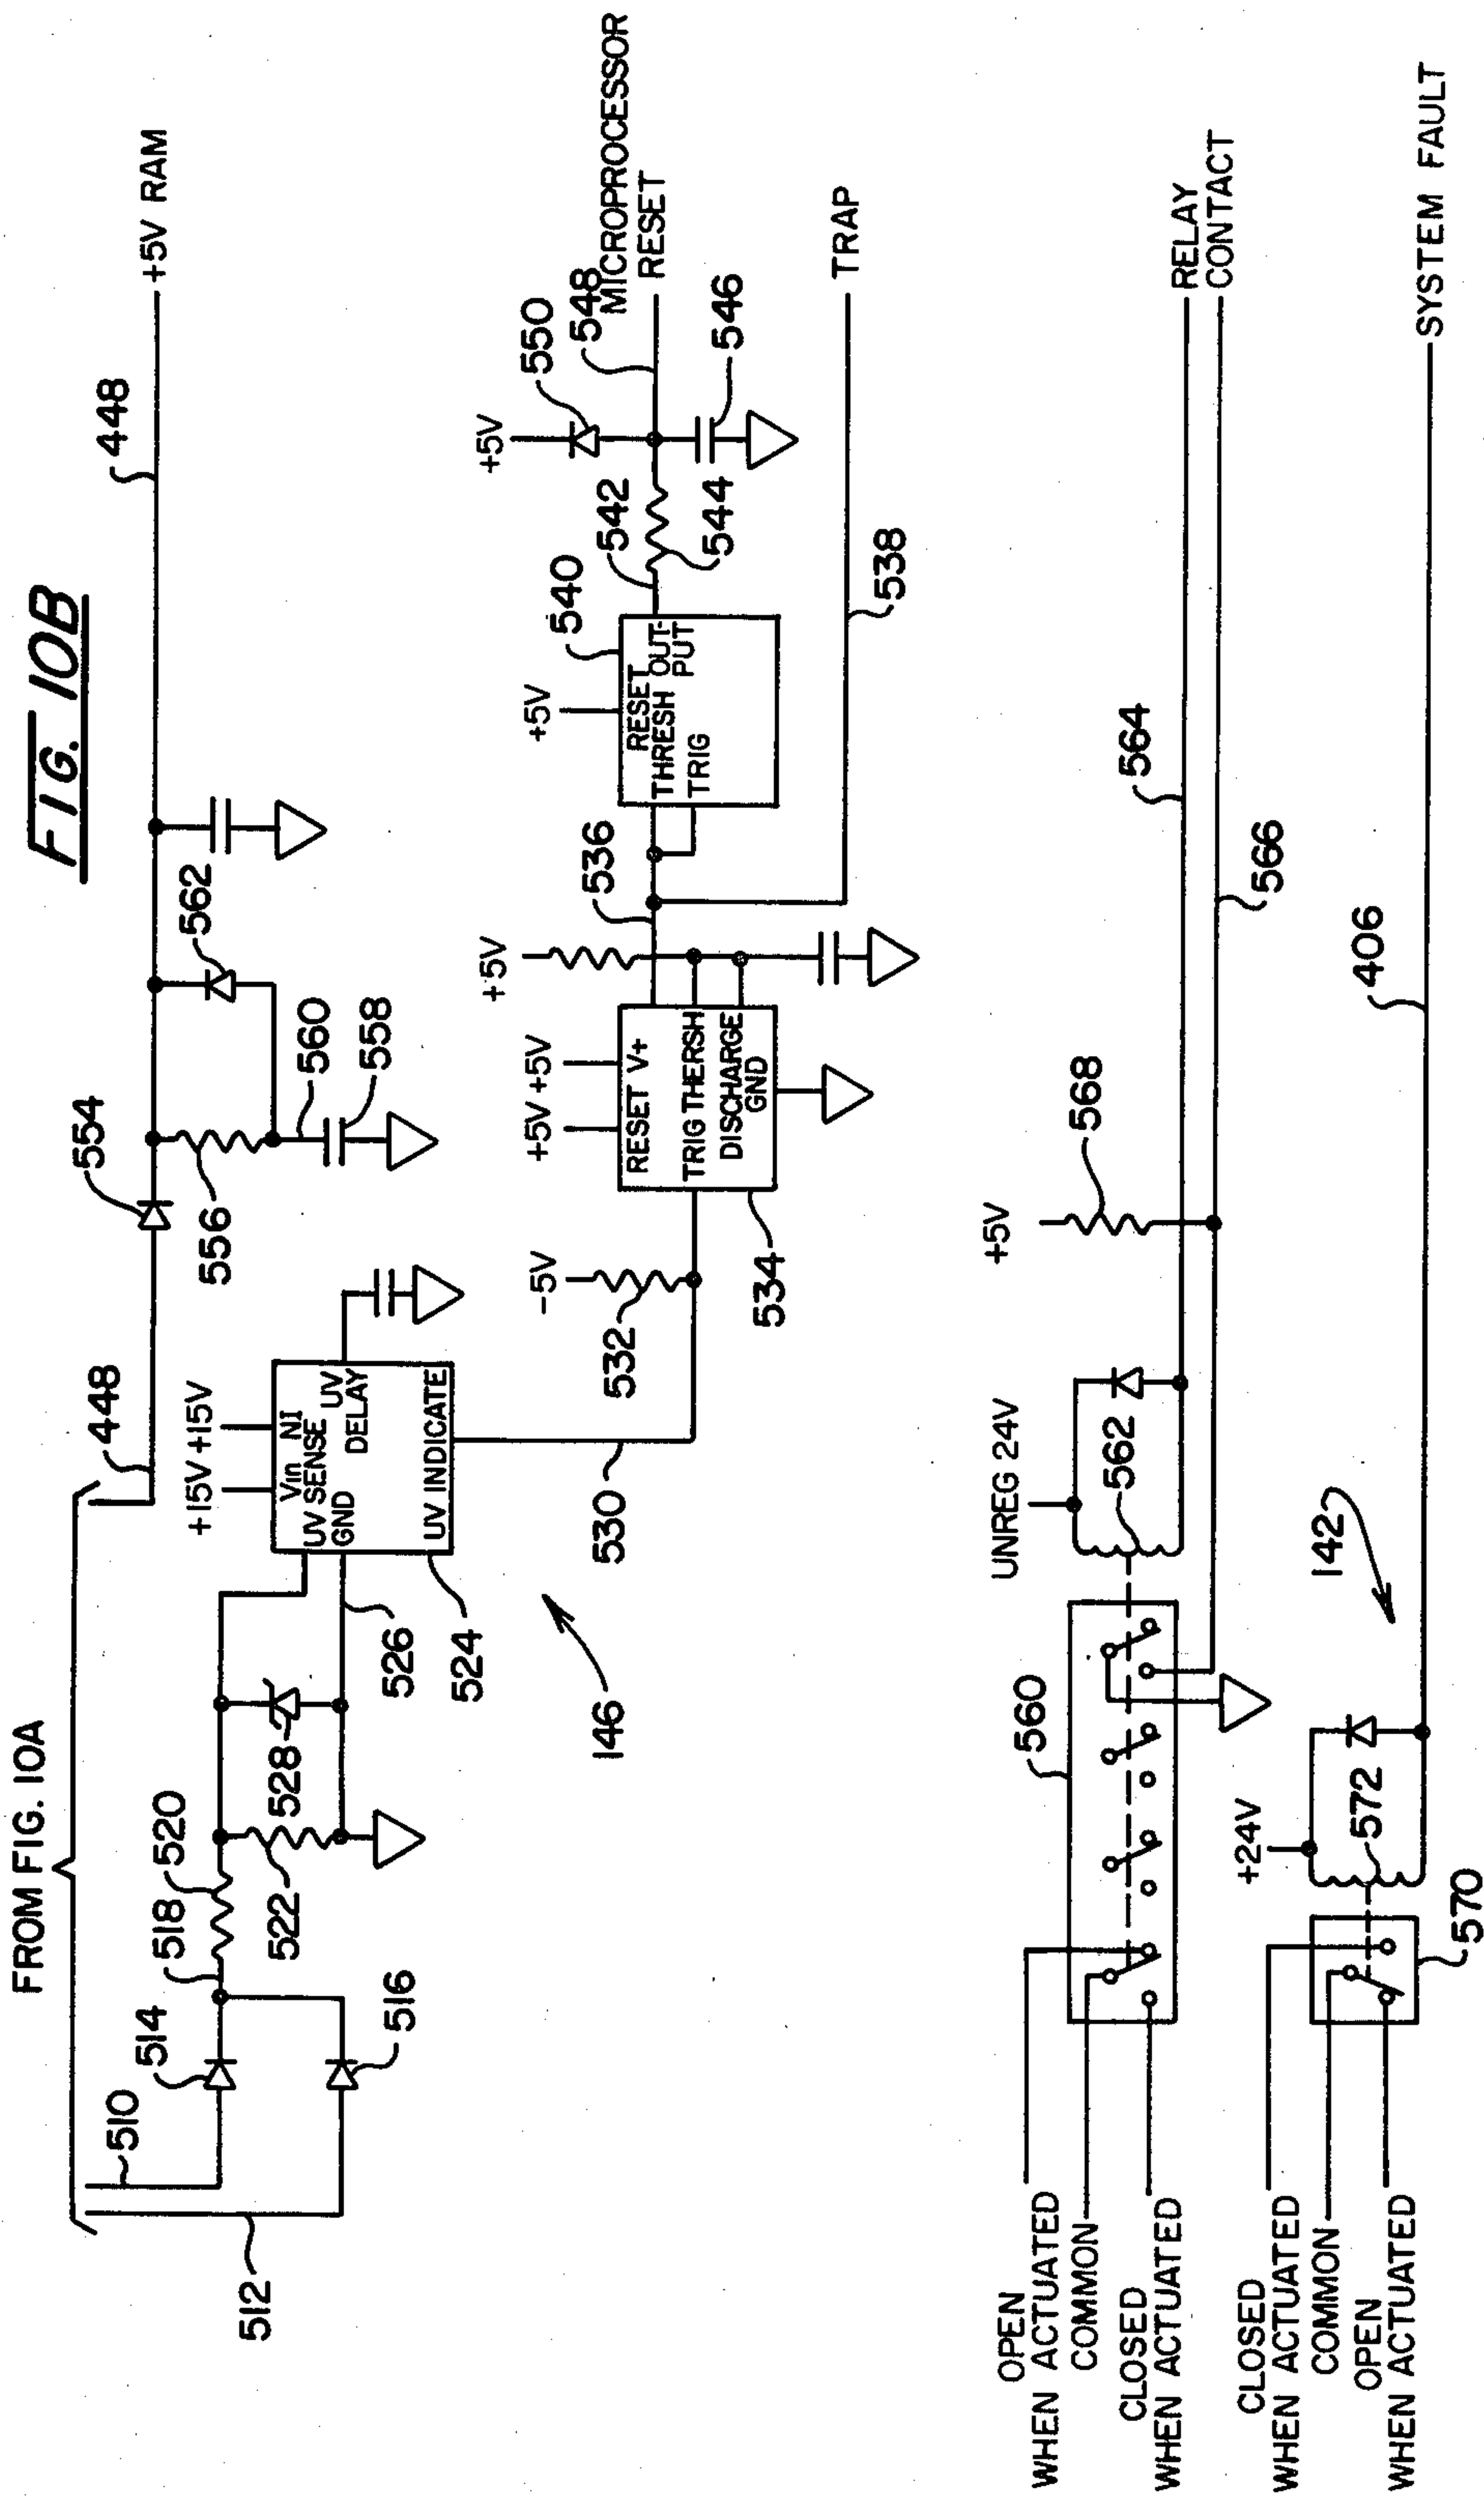 FIG. 10B
FROM FIG. 10A
448
554
448
+5V RAM
510
512
514
516
518
520
522
528
526
524
+15V +15V
Vin NI
UV SENSE UV
GND DELAY
UV INDICATE
530
146
556
560
558
562
-5V
532
534
+5V +5V
RESET V+
TRIG THERSH
DISCHARGE
GND
+5V
536
+5V
540
RESET
THRESH OUT-
TRIG PUT
542
544
+5V
550
548
546
MICROPROCESSOR
RESET
538
TRAP
OPEN
WHEN ACTUATED
COMMON
CLOSED
WHEN ACTUATED
560
UNREG 24V
562
+5V
568
564
566
RELAY
CONTACT
142
CLOSED
WHEN ACTUATED
COMMON
OPEN
WHEN ACTUATED
570
+24V
572
406
SYSTEM FAULT